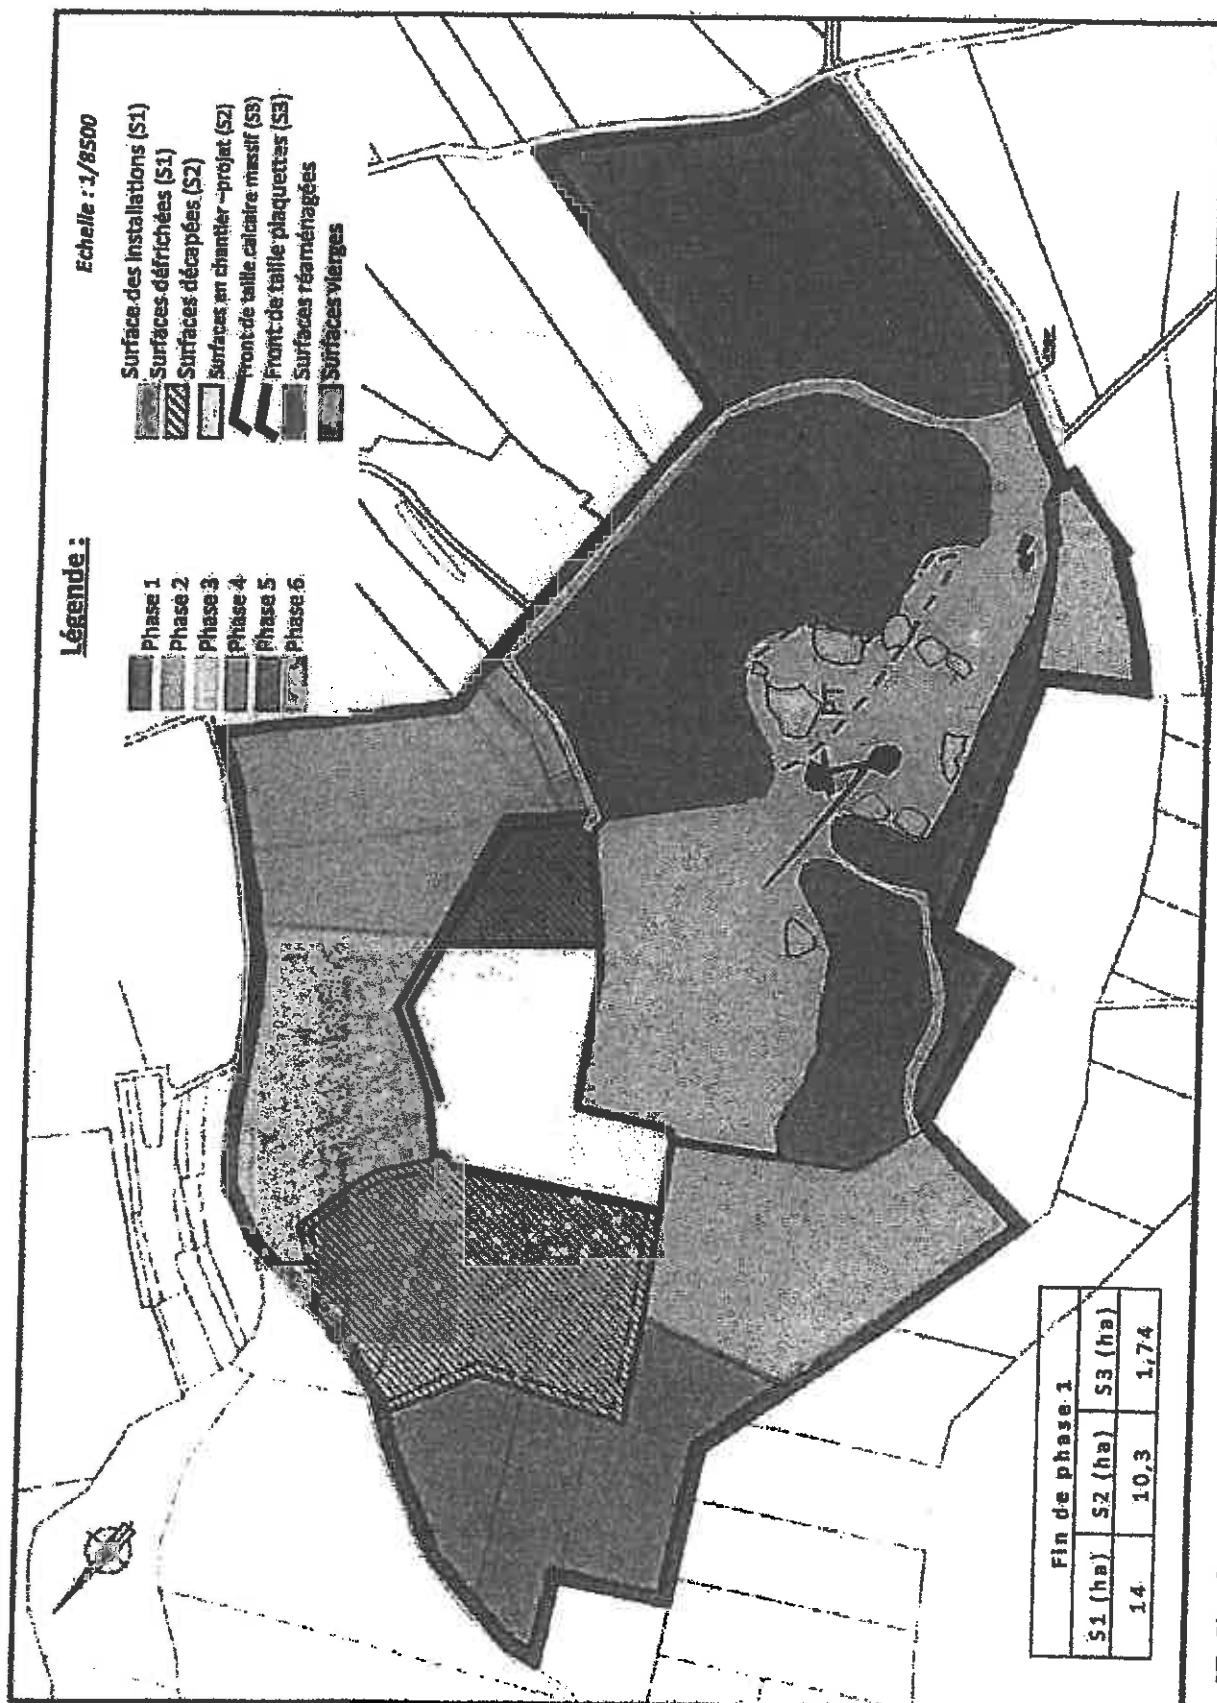 Echelle : 1/8500
Légende :
Phase 1
Phase 2
Phase 3
Phase 4
Phase 5
Phase 6
Surface des installations (S1)
Surfaces défrichées (S1)
Surfaces décapées (S2)
Surfaces en chantier-projet (S2)
Front de taille calcaire massif (S3)
Front de taille plaquettes (S3)
Surfaces réaménagées
Surfaces vierges
Fin de phase 1
S1 (ha) S2 (ha) S3 (ha)
14 10,3 1,74